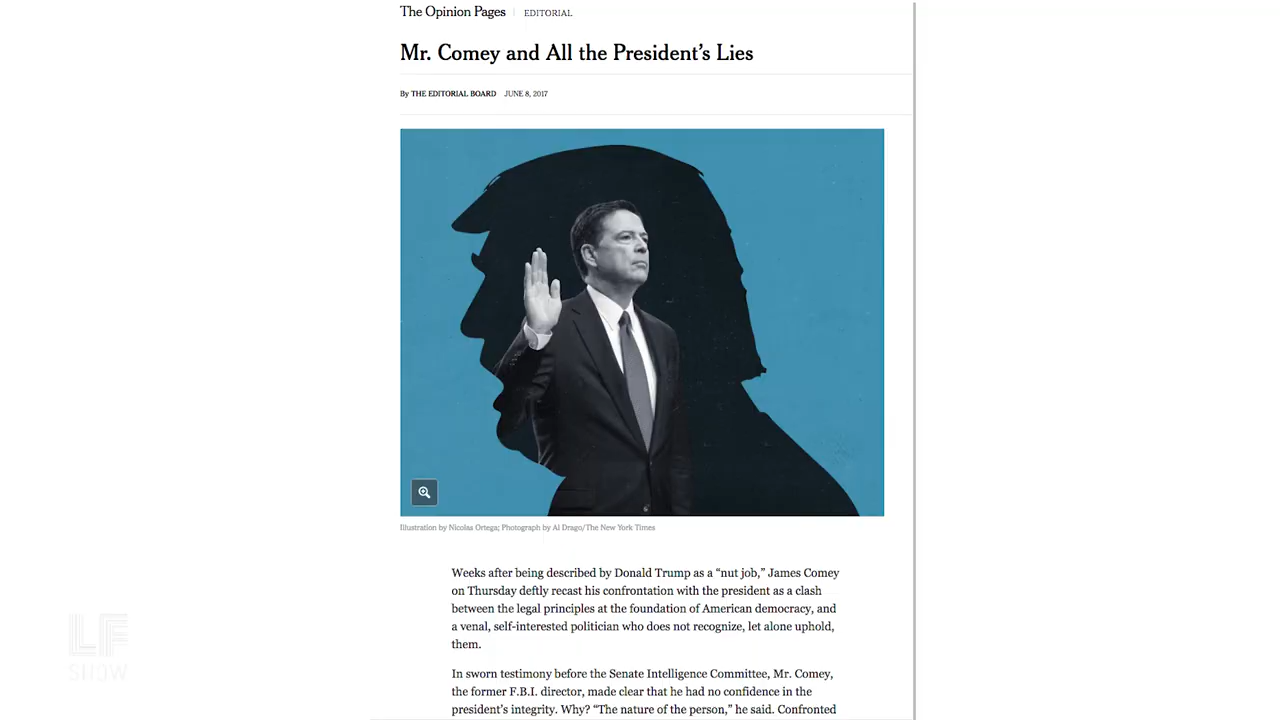 The Opinion Pages | EDITORIAL
Mr. Comey and All the President’s Lies
By THE EDITORIAL BOARD JUNE 8, 2017
Illustration by Nicolas Ortega; Photograph by Al Drago/The New York Times
Weeks after being described by Donald Trump as a “nut job,” James Comey
on Thursday deftly recast his confrontation with the president as a clash
between the legal principles at the foundation of American democracy, and
a venal, self-interested politician who does not recognize, let alone uphold,
them.
In sworn testimony before the Senate Intelligence Committee, Mr. Comey,
the former F.B.I. director, made clear that he had no confidence in the
president’s integrity. Why? “The nature of the person,” he said. Confronted
LF
SHOW